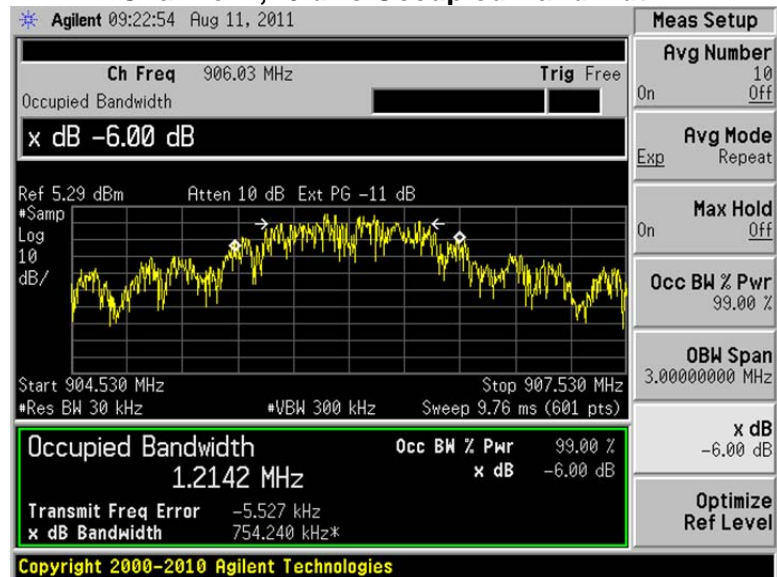 Agilent 09:22:54 Aug 11, 2011
Ch Freq 906.03 MHz Trig Free
Occupied Bandwidth
x dB -6.00 dB
Ref 5.29 dBm Atten 10 dB Ext PG -11 dB
#Samp
Log
10
dB/
Start 904.530 MHz Stop 907.530 MHz
#Res BW 30 kHz #VBW 300 kHz Sweep 9.76 ms (601 pts)
Occupied Bandwidth Occ BW % Pwr 99.00 %
1.2142 MHz x dB -6.00 dB
Transmit Freq Error -5.527 kHz
x dB Bandwidth 754.240 kHz*
Copyright 2000-2010 Agilent Technologies
Meas Setup
Avg Number
10
On Off
Avg Mode
Exp Repeat
Max Hold
On Off
Occ BW % Pwr
99.00 %
OBW Span
3.00000000 MHz
x dB
-6.00 dB
Optimize
Ref Level